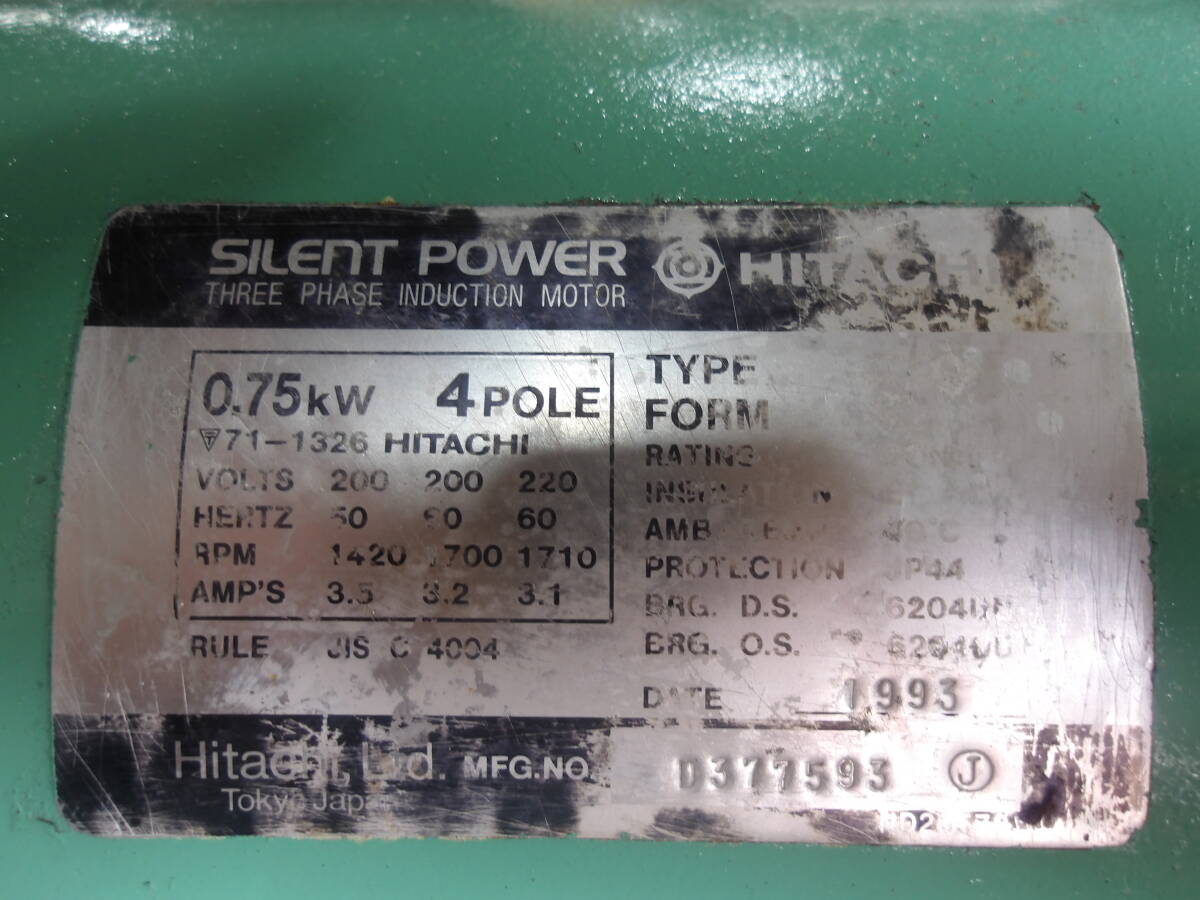 SILENT POWER HITACHI
THREE PHASE INDUCTION MOTOR
0.75kW 4POLE
71-1326 HITACHI
VOLTS 200 200 220
HERTZ 50 60 60
RPM 1420 1700 1710
AMP'S 3.5 3.2 3.1
RULE JIS C 4004
TYPE
FORM
RATING
INSULATION
AMB
PROTECTION JP44
BRG. D.S.
BRG. O.S.
DATE 1993
Hitachi, Ltd. MFG.NO. D377593 J
Tokyo Japan